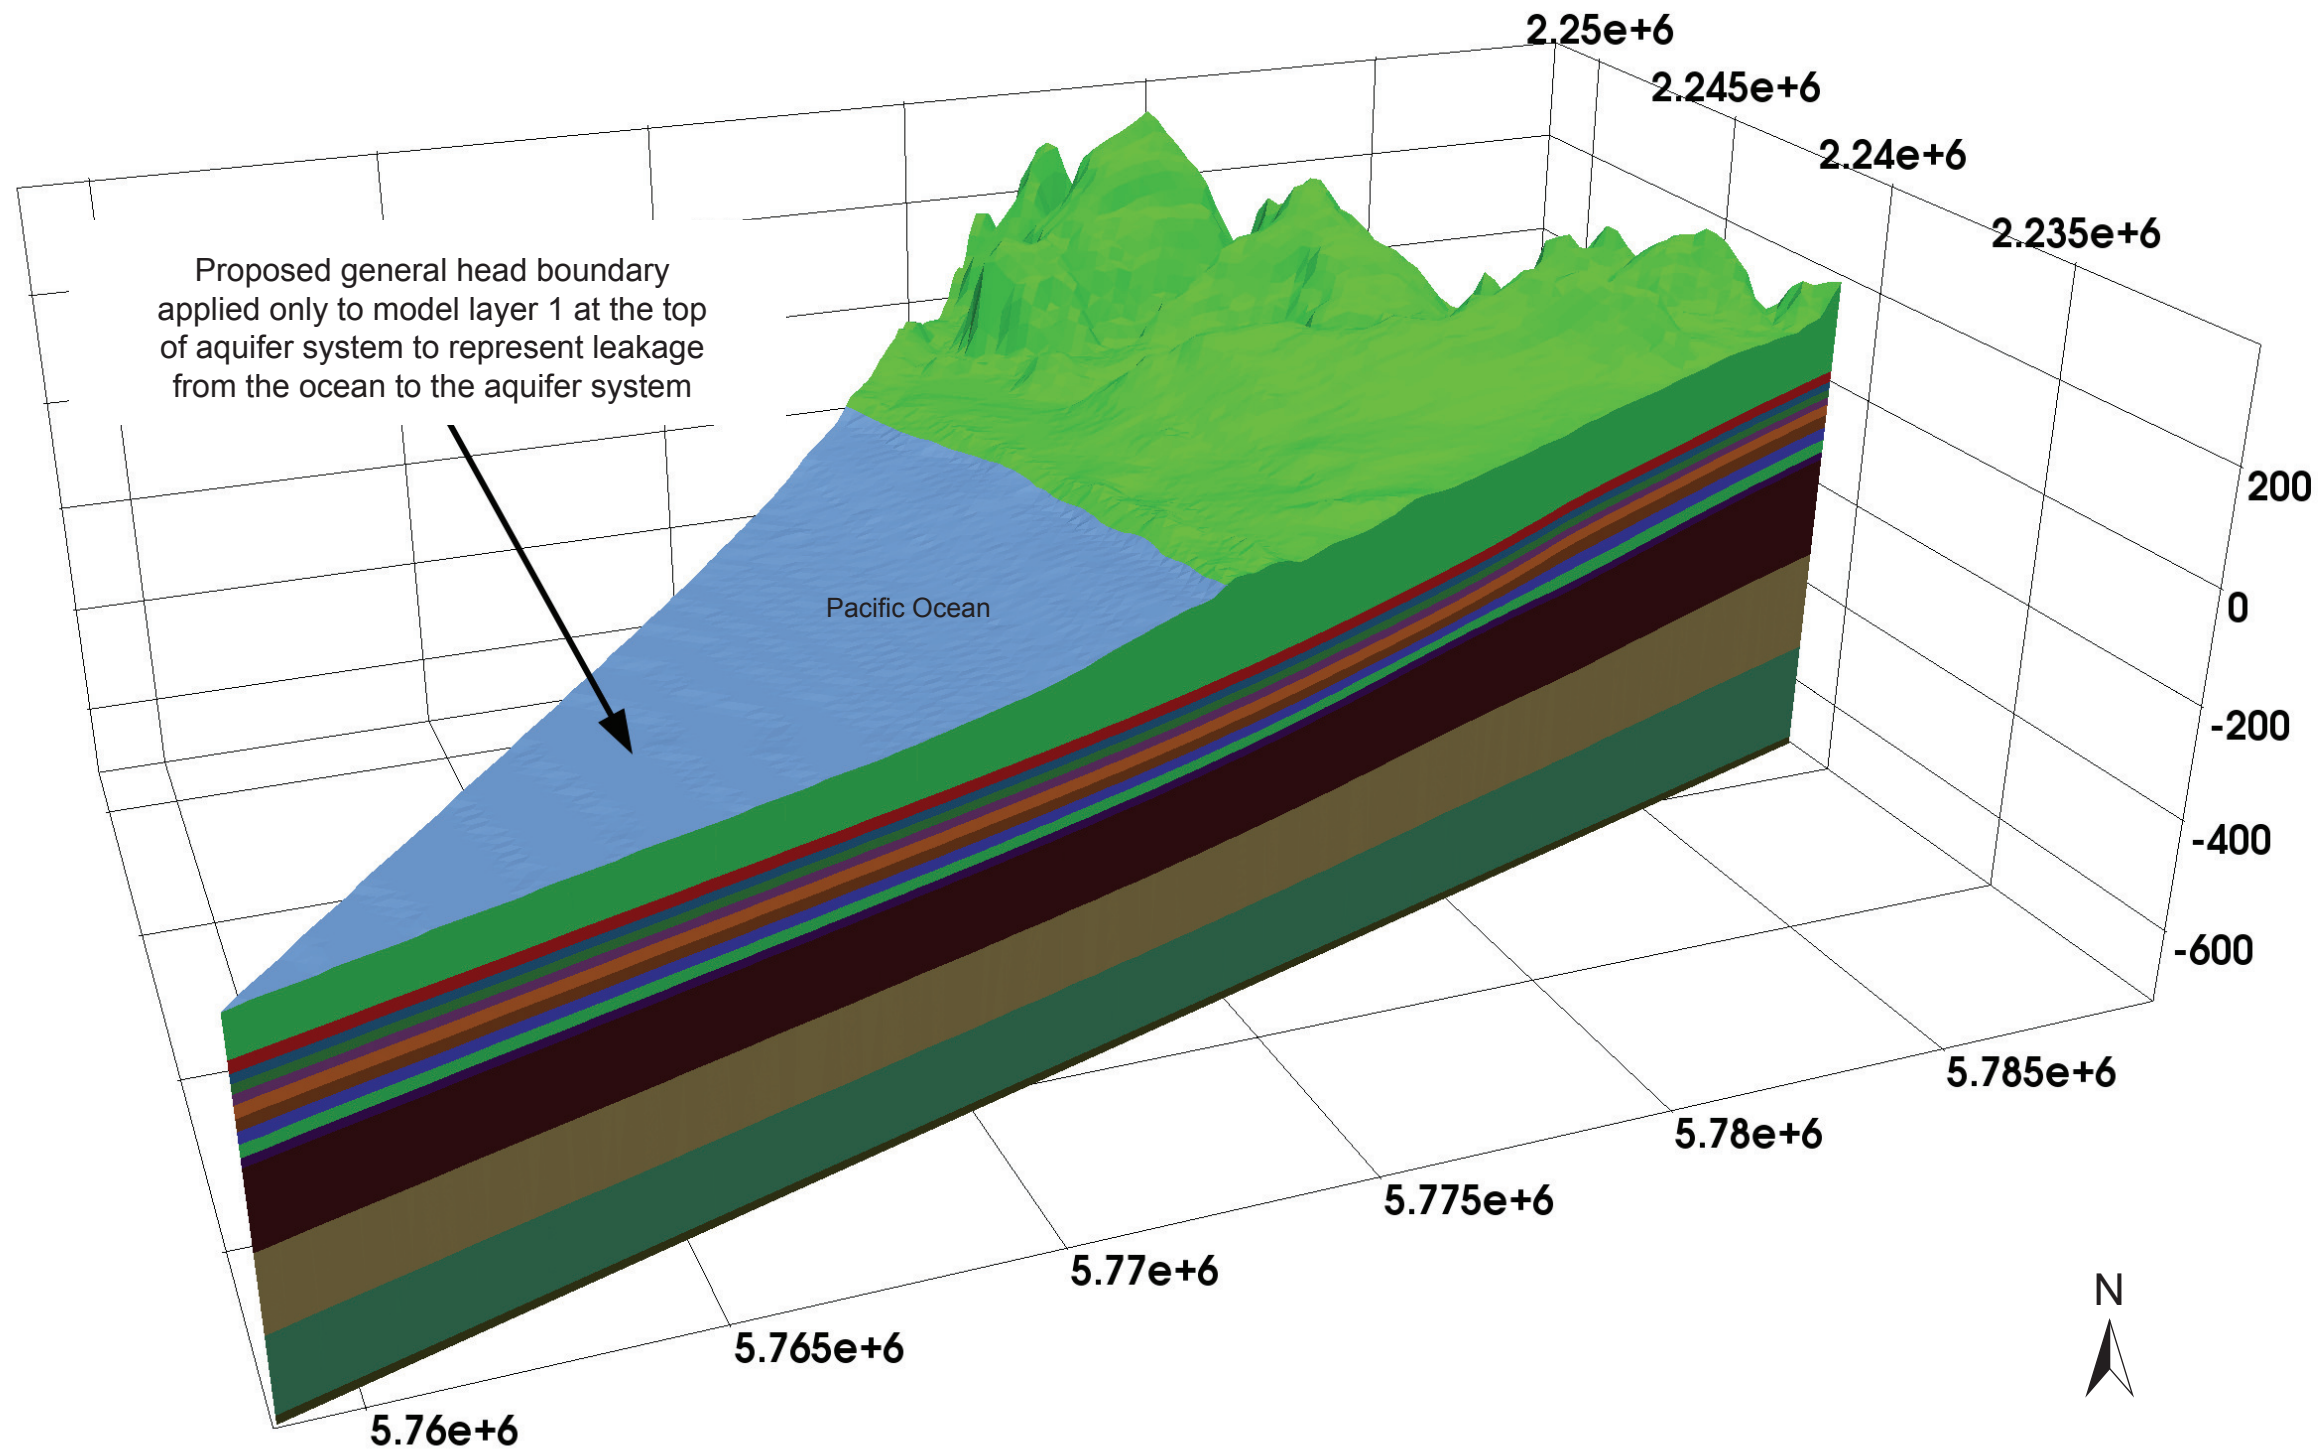 2.25e+6
2.245e+6
2.24e+6
2.235e+6
Proposed general head boundary
applied only to model layer 1 at the top
of aquifer system to represent leakage
from the ocean to the aquifer system
200
Pacific Ocean
0
-200
-400
-600
5.785e+6
5.78e+6
5.775e+6
5.77e+6
N
5.765e+6
5.76e+6